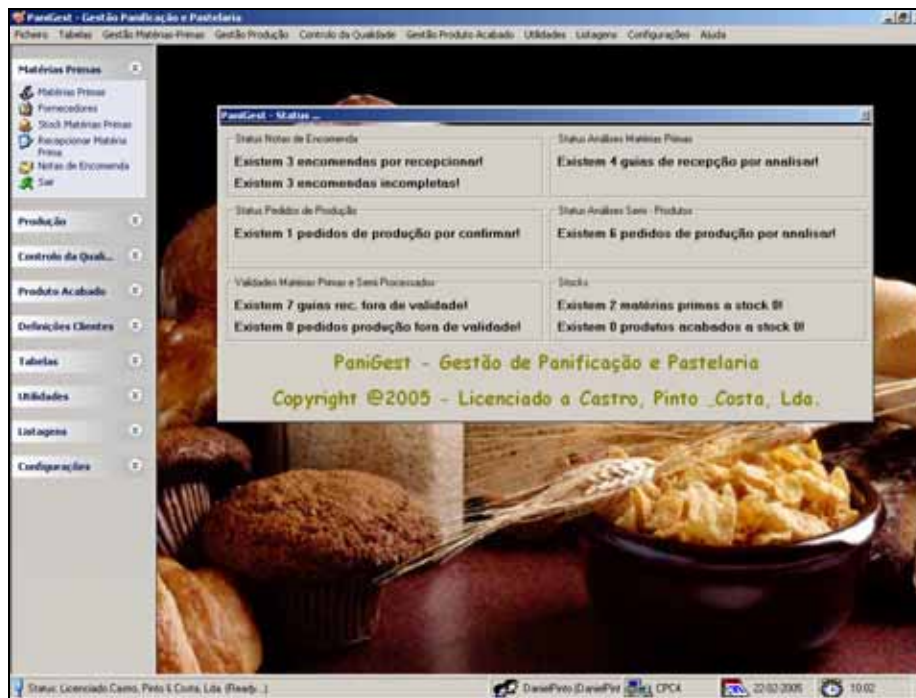 PaniGest - Gestão Panificação e Pastelaria
Ficheiro Tabelas Gestão Matérias-Primas Gestão Produção Controlo da Qualidade Gestão Produto Acabado Utilidades Listagens Configurações Ajuda
Matérias Primas
Matérias Primas
Fornecedores
Stock Matérias Primas
Recepcionar Matéria
Prima
Notas de Encomenda
Sair
Produção
Controlo da Quali...
Produto Acabado
Definições Clientes
Tabelas
Utilidades
Listagens
Configurações
PaniGest - Status ...
Status Notas de Encomenda
Existem 3 encomendas por recepcionar!
Existem 3 encomendas incompletas!
Status Análises Matérias Primas
Existem 4 guias de recepção por analisar!
Status Pedidos de Produção
Existem 1 pedidos de produção por confirmar!
Status Análises Semi - Produtos
Existem 6 pedidos de produção por analisar!
Validades Matérias Primas e Semi Processados
Existem 7 guias rec. fora de validade!
Existem 0 pedidos produção fora de validade!
Stocks
Existem 2 matérias primas a stock 0!
Existem 0 produtos acabados a stock 0!
PaniGest - Gestão de Panificação e Pastelaria
Copyright @2005 - Licenciado a Castro, Pinto _Costa, Lda.
Status: Licenciado Castro, Pinto & Costa, Lda. (Ready...)
DanielPinto (DanielPint
CPC4
22-02-2005
10:02